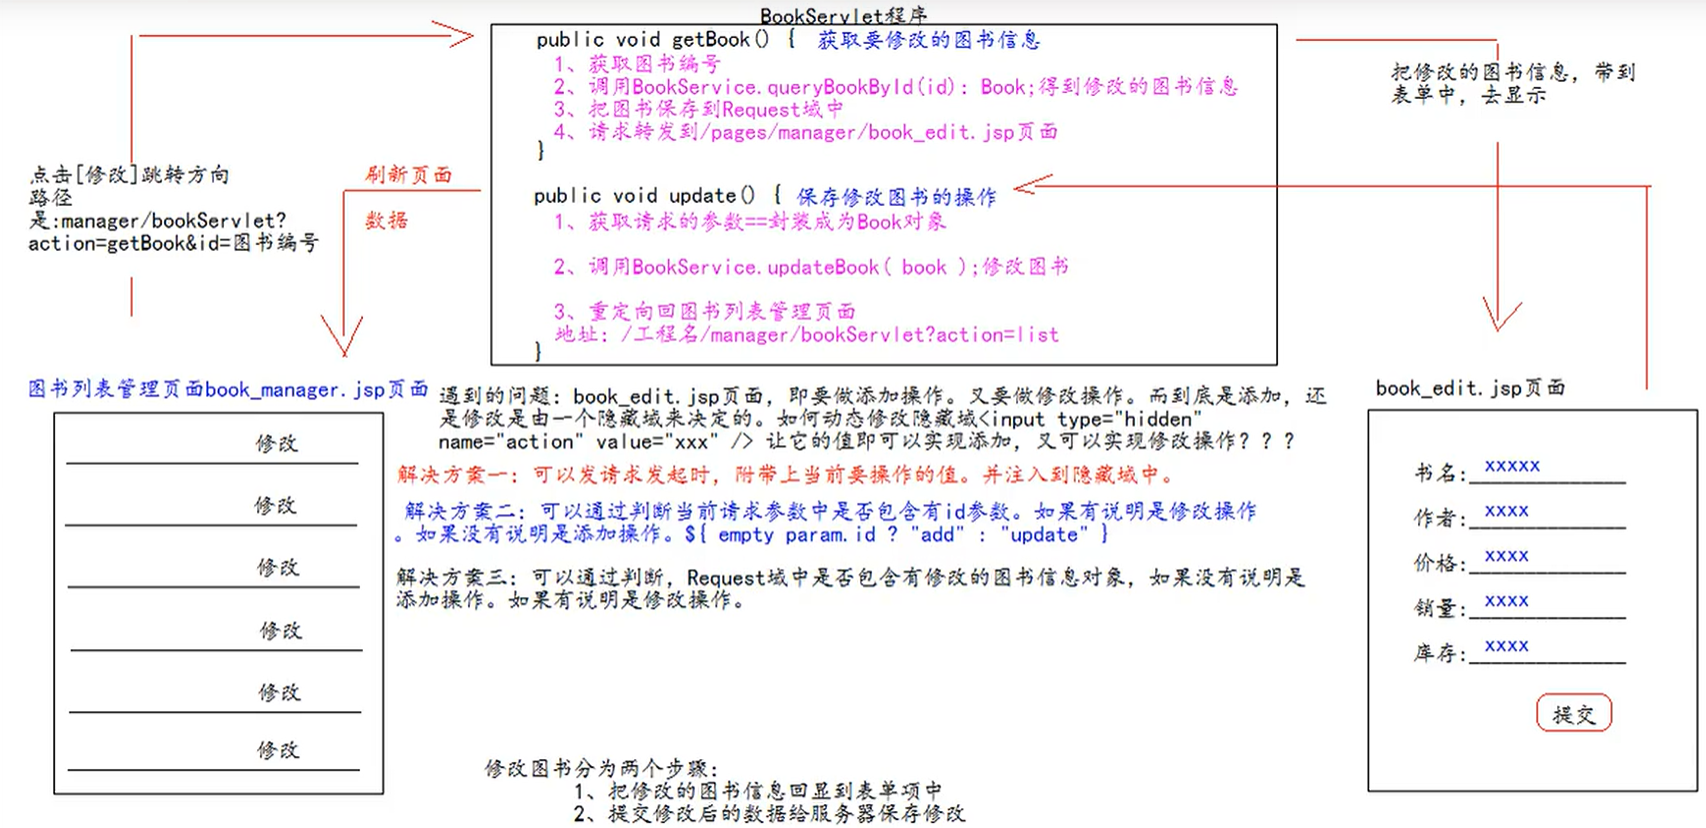 BookServlet程序
public void getBook() { 获取要修改的图书信息
1、获取图书编号
2、调用BookService.queryBookById(id): Book;得到修改的图书信息
3、把图书保存到Request域中
4、请求转发到/pages/manager/book_edit.jsp页面
}
public void update() { 保存修改图书的操作
1、获取请求的参数==封装成为Book对象
2、调用BookService.updateBook( book );修改图书
3、重定向回图书列表管理页面
地址: /工程名/manager/bookServlet?action=list
}
把修改的图书信息，带到
表单中，去显示
点击[修改]跳转方向
路径
是:manager/bookServlet?
action=getBook&id=图书编号
刷新页面
数据
图书列表管理页面book_manager.jsp页面
修改
修改
修改
修改
修改
修改
遇到的问题: book_edit.jsp页面，即要做添加操作。又要做修改操作。而到底是添加，还
是修改是由一个隐藏域来决定的。如何动态修改隐藏域<input type="hidden"
name="action" value="xxx" /> 让它的值即可以实现添加，又可以实现修改操作？？？
解决方案一: 可以发请求发起时，附带上当前要操作的值。并注入到隐藏域中。
解决方案二: 可以通过判断当前请求参数中是否包含有id参数。如果有说明是修改操作
。如果没有说明是添加操作。${ empty param.id ? "add" : "update" }
解决方案三: 可以通过判断，Request域中是否包含有修改的图书信息对象，如果没有说明是
添加操作。如果有说明是修改操作。
修改图书分为两个步骤:
1、把修改的图书信息回显到表单项中
2、提交修改后的数据给服务器保存修改
book_edit.jsp页面
书名: xxxxx
作者: xxxx
价格: xxxx
销量: xxxx
库存: xxxx
提交